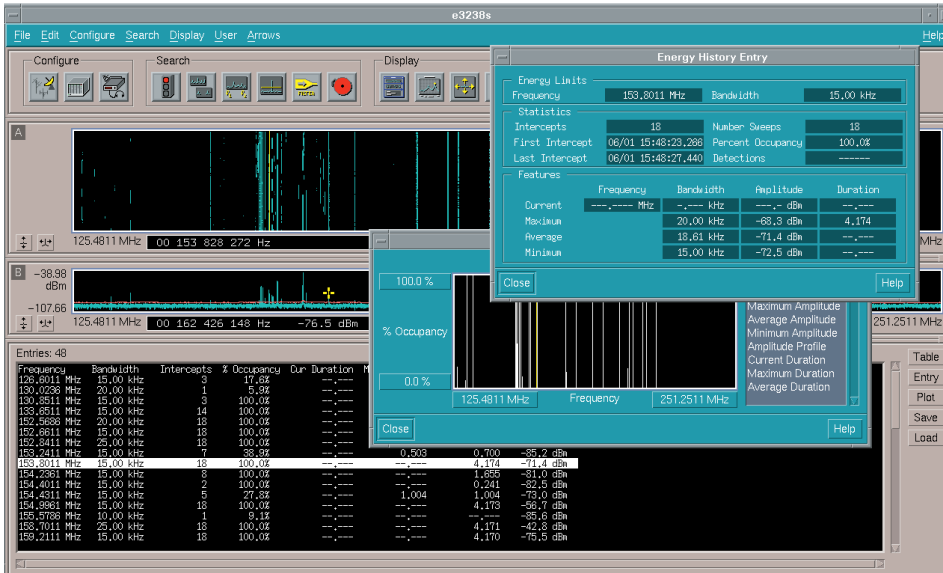 e3238s
File Edit Configure Search Display User Arrows Help
Configure Search Display
Energy History Entry
Energy Limits
Frequency 153.8011 MHz Bandwidth 15.00 kHz
Statistics
Intercepts 18 Number Sweeps 18
First Intercept 06/01 15:48:23.266 Percent Occupancy 100.0%
Last Intercept 06/01 15:48:27.440 Detections ------
Features
Frequency Bandwidth Amplitude Duration
Current ---.---- MHz -.--- kHz ---.- dBm --.---
Maximum 20.00 kHz -68.3 dBm 4.174
Average 18.61 kHz -71.4 dBm --.---
Minimum 15.00 kHz -72.5 dBm --.---
Close Help
A
125.4811 MHz 00 153 828 272 Hz MHz
B -38.98
dBm
-107.66
125.4811 MHz 00 162 426 148 Hz -76.5 dBm 251.2511 MHz
100.0 %
% Occupancy
0.0 %
125.4811 MHz Frequency 251.2511 MHz
Maximum Amplitude
Average Amplitude
Minimum Amplitude
Amplitude Profile
Current Duration
Maximum Duration
Average Duration
Close Help
Entries: 48
Frequency Bandwidth Intercepts % Occupancy Cur Duration M
126.6011 MHz 15.00 kHz 3 17.6% --.---
130.0236 MHz 20.00 kHz 1 5.9% --.---
130.8511 MHz 15.00 kHz 3 100.0% --.---
133.6511 MHz 15.00 kHz 14 100.0% --.---
152.5686 MHz 20.00 kHz 18 100.0% --.---
152.6611 MHz 15.00 kHz 18 100.0% --.---
152.8411 MHz 25.00 kHz 18 100.0% --.---
153.2411 MHz 15.00 kHz 7 38.9% --.--- 0.503 0.700 -85.2 dBm
153.8011 MHz 15.00 kHz 18 100.0% --.--- --.--- 4.174 -71.4 dBm
154.2361 MHz 15.00 kHz 8 100.0% --.--- --.--- 1.655 -81.0 dBm
154.4011 MHz 15.00 kHz 2 100.0% --.--- --.--- 0.241 -82.5 dBm
154.4311 MHz 15.00 kHz 5 27.8% --.--- 1.004 1.004 -73.0 dBm
154.9961 MHz 15.00 kHz 18 100.0% --.--- --.--- 4.173 -56.7 dBm
155.5786 MHz 10.00 kHz 1 9.1% --.--- --.--- --.--- -85.6 dBm
158.7011 MHz 25.00 kHz 18 100.0% --.--- --.--- 4.171 -42.8 dBm
159.2111 MHz 15.00 kHz 18 100.0% --.--- --.--- 4.170 -75.5 dBm
Table
Entry
Plot
Save
Load